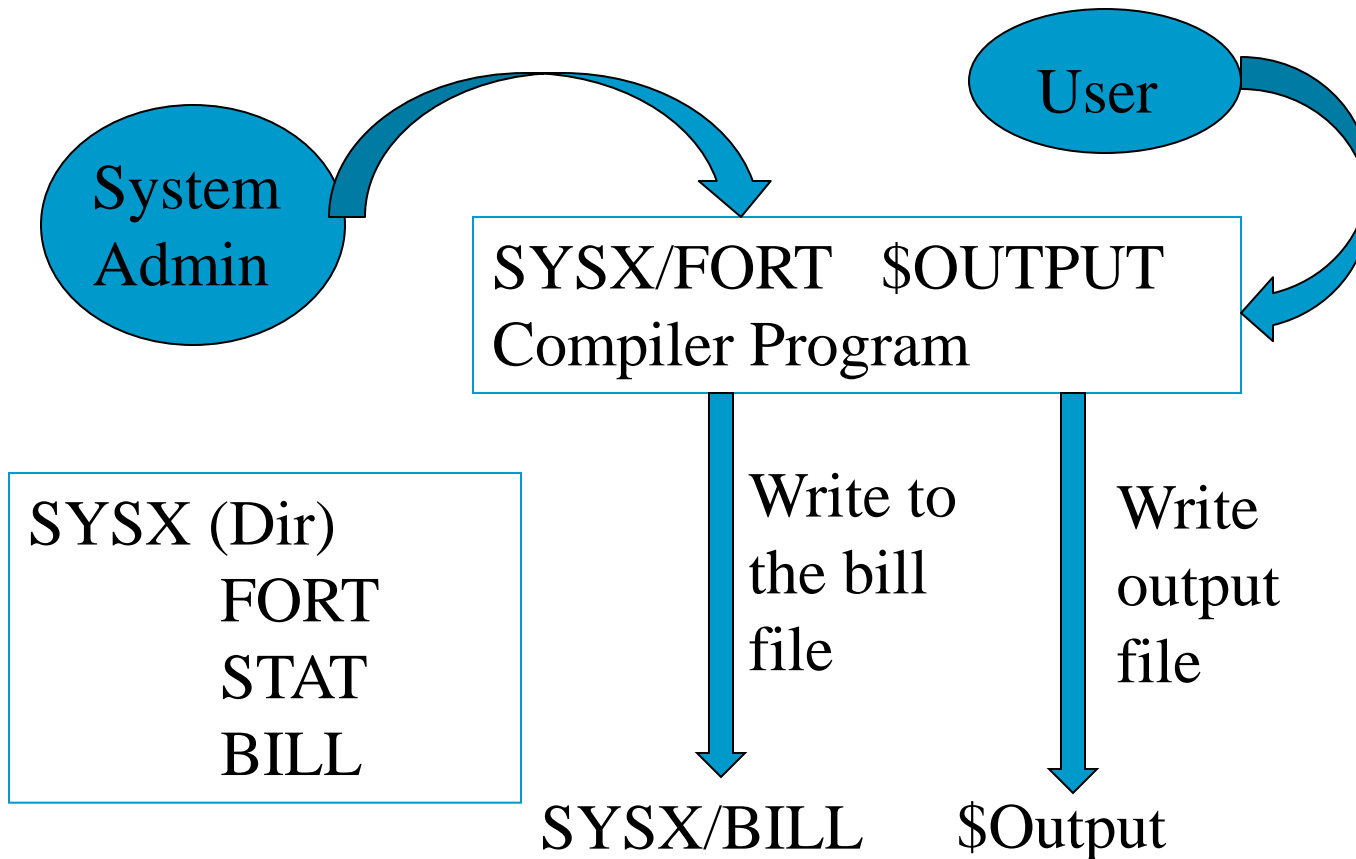 User
System
Admin
SYSX/FORT $OUTPUT
Compiler Program
SYSX (Dir)
FORT
STAT
BILL
Write to
the bill
file
Write
output
file
SYSX/BILL
$Output